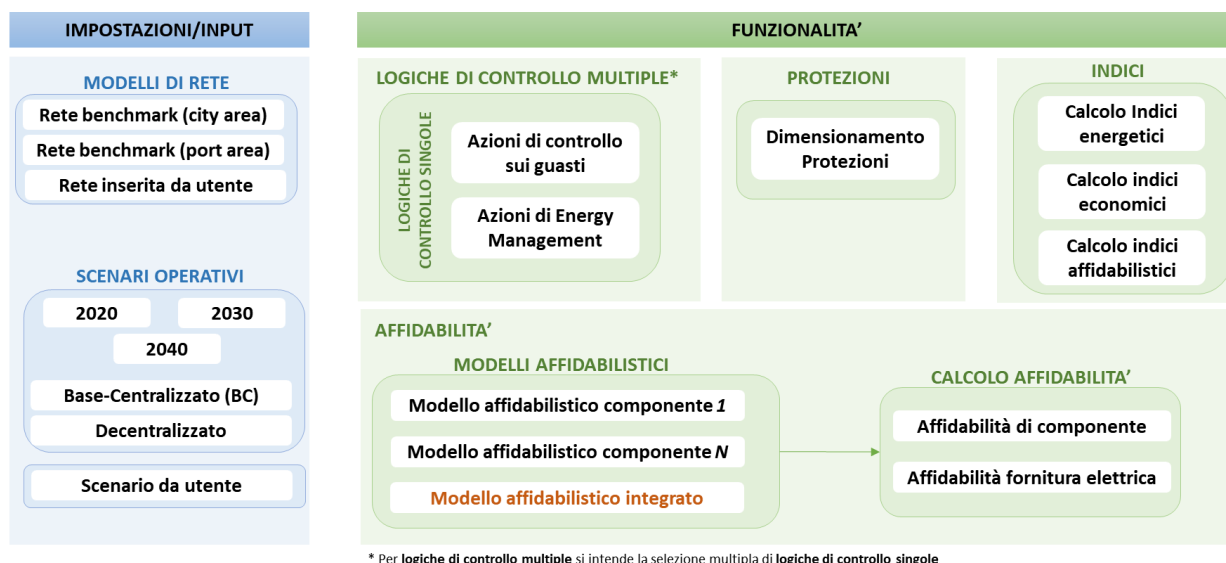 IMPOSTAZIONI/INPUT
MODELLI DI RETE
Rete benchmark (city area)
Rete benchmark (port area)
Rete inserita da utente
SCENARI OPERATIVI
2020
2030
2040
Base-Centralizzato (BC)
Decentralizzato
Scenario da utente
FUNZIONALITA’
LOGICHE DI CONTROLLO MULTIPLE*
LOGICHE DI
CONTROLLO SINGOLE
Azioni di controllo
sui guasti
Azioni di Energy
Management
PROTEZIONI
Dimensionamento
Protezioni
INDICI
Calcolo Indici
energetici
Calcolo indici
economici
Calcolo indici
affidabilistici
AFFIDABILITA’
MODELLI AFFIDABILISTICI
Modello affidabilistico componente 1
Modello affidabilistico componente N
Modello affidabilistico integrato
CALCOLO AFFIDABILITA’
Affidabilità di componente
Affidabilità fornitura elettrica
* Per logiche di controllo multiple si intende la selezione multipla di logiche di controllo singole